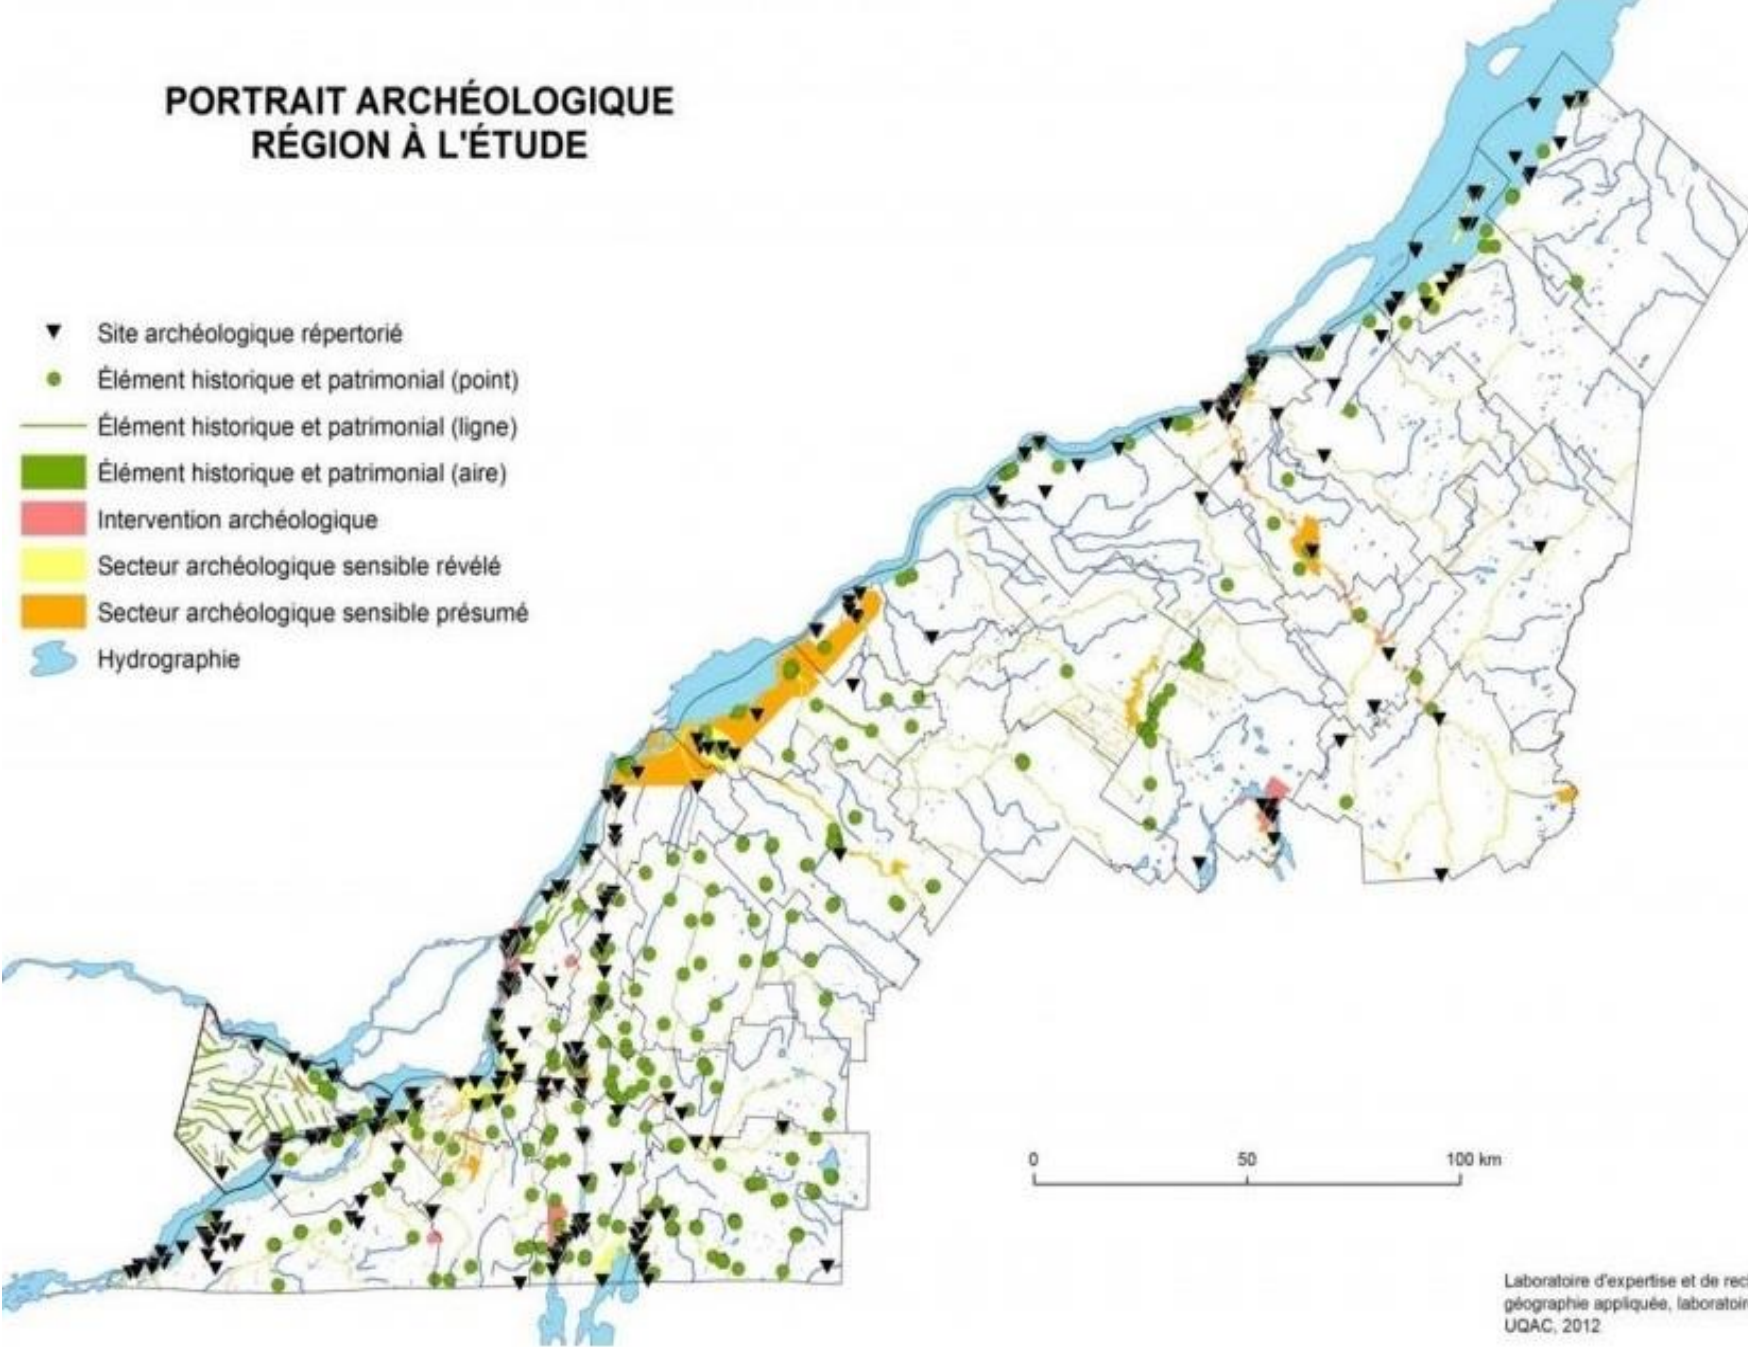 PORTRAIT ARCHÉOLOGIQUE
RÉGION À L'ÉTUDE
Site archéologique répertorié
Élément historique et patrimonial (point)
Élément historique et patrimonial (ligne)
Élément historique et patrimonial (aire)
Intervention archéologique
Secteur archéologique sensible révélé
Secteur archéologique sensible présumé
Hydrographie
0 50 100 km
Laboratoire d'expertise et de
géographie appliquée,
UQAC, 2012